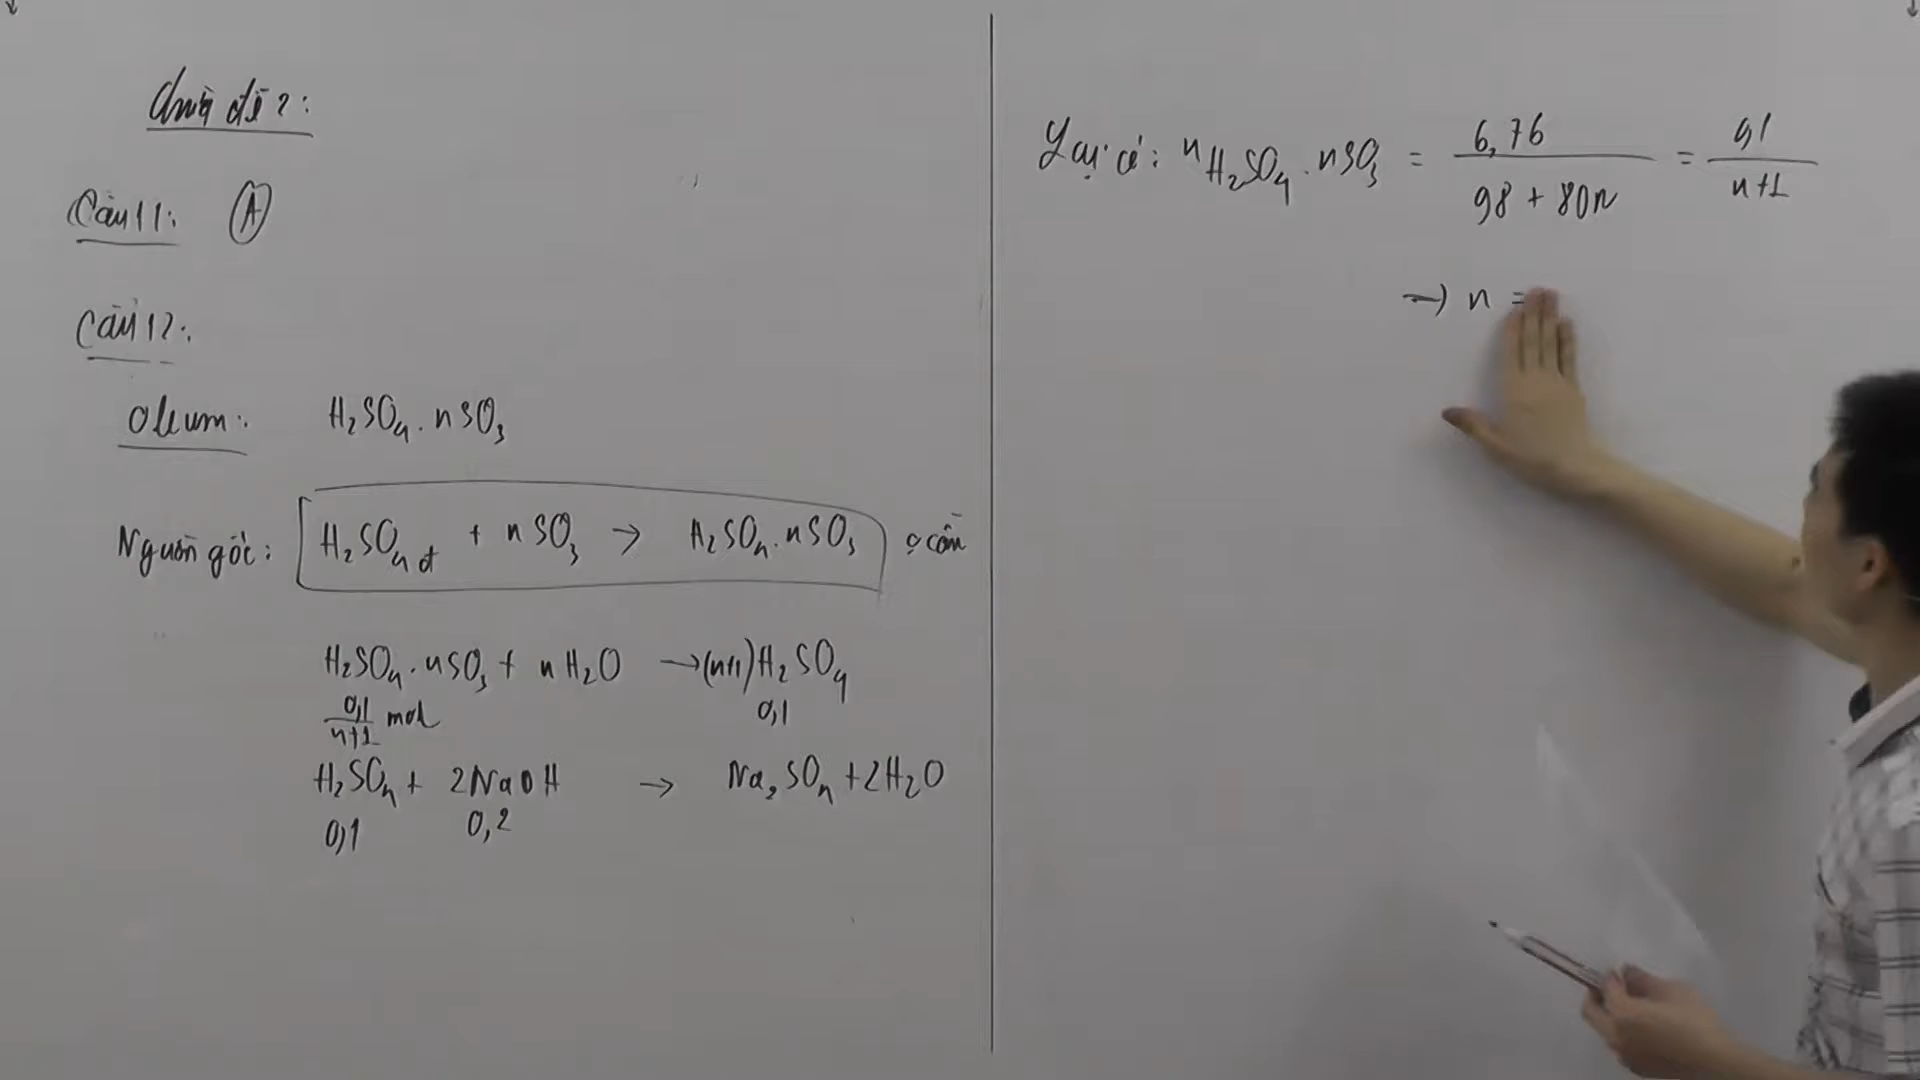 Chữa đề 2:
Câu 11: A
Câu 12:
Oleum: H₂SO₄.nSO₃
Nguồn gốc: H₂SO₄ đ + nSO₃ → H₂SO₄.nSO₃
H₂SO₄.nSO₃ + nH₂O → (n+1)H₂SO₄
0,1/n+1 mol 0,1
H₂SO₄ + 2NaOH → Na₂SO₄ + 2H₂O
0,1 0,2
Lại có: nH₂SO₄.nSO₃ = 6,76/98 + 80n = 0,1/n+1
→ n =